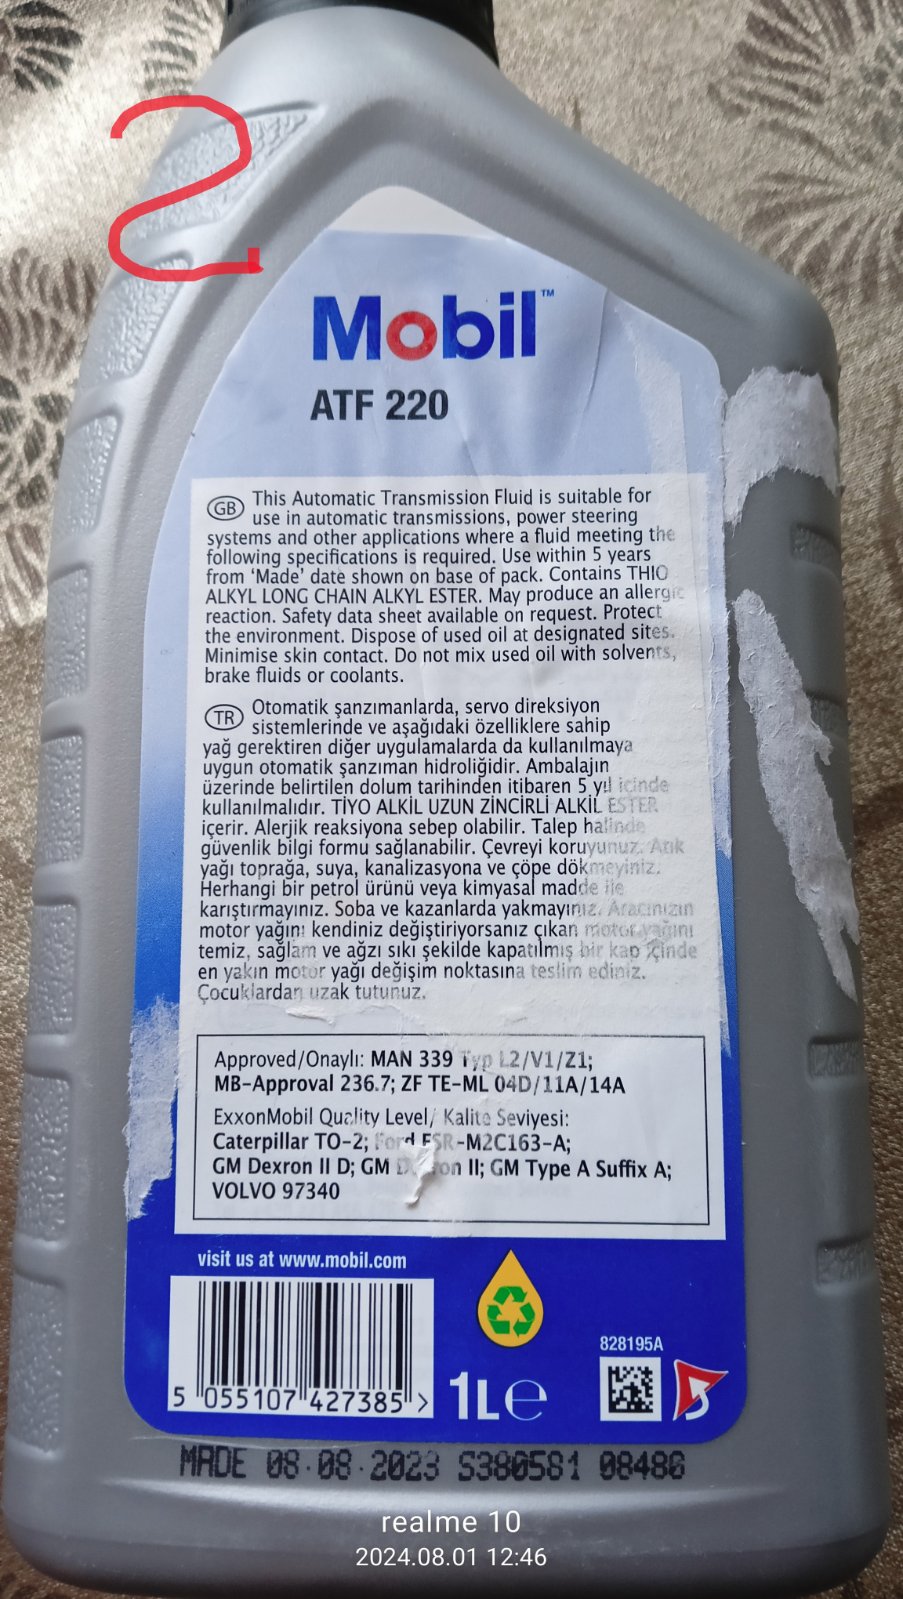 2
Mobil™
ATF 220
GB This Automatic Transmission Fluid is suitable for
use in automatic transmissions, power steering
systems and other applications where a fluid meeting the
following specifications is required. Use within 5 years
from 'Made' date shown on base of pack. Contains THIO
ALKYL LONG CHAIN ALKYL ESTER. May produce an allergic
reaction. Safety data sheet available on request. Protect
the environment. Dispose of used oil at designated sites.
Minimise skin contact. Do not mix used oil with solvents,
brake fluids or coolants.
TR Otomatik şanzımanlarda, servo direksiyon
sistemlerinde ve aşağıdaki özelliklere sahip
yağ gerektiren diğer uygulamalarda da kullanılmaya
uygun otomatik şanzıman hidroliğidir. Ambalajın
üzerinde belirtilen dolum tarihinden itibaren 5 yıl içinde
kullanılmalıdır. TİYO ALKİL UZUN ZİNCİRLİ ALKİL ESTER
içerir. Alerjik reaksiyona sebep olabilir. Talep halinde
güvenlik bilgi formu sağlanabilir. Çevreyi koruyunuz. Atık
yağı toprağa, suya, kanalizasyona ve çöpe dökmeyiniz.
Herhangi bir petrol ürünü veya kimyasal madde ile
karıştırmayınız. Soba ve kazanlarda yakmayınız. Aracınızın
motor yağını kendiniz değiştiriyorsanız çıkan motor yağını
temiz, sağlam ve ağzı sıkı şekilde kapatılmış bir kap içinde
en yakın motor yağı değişim noktasına teslim ediniz.
Çocuklardan uzak tutunuz.
Approved/Onaylı: MAN 339 Typ L2/V1/Z1;
MB-Approval 236.7; ZF TE-ML 04D/11A/14A
ExxonMobil Quality Level/ Kalite Seviyesi:
Caterpillar TO-2; Ford ESR-M2C163-A;
GM Dexron II D; GM Dexron II; GM Type A Suffix A;
VOLVO 97340
visit us at www.mobil.com
828195A
5 055107 427385 >
1L e
MADE 08.08.2023 S380581 08486
realme 10
2024.08.01 12:46